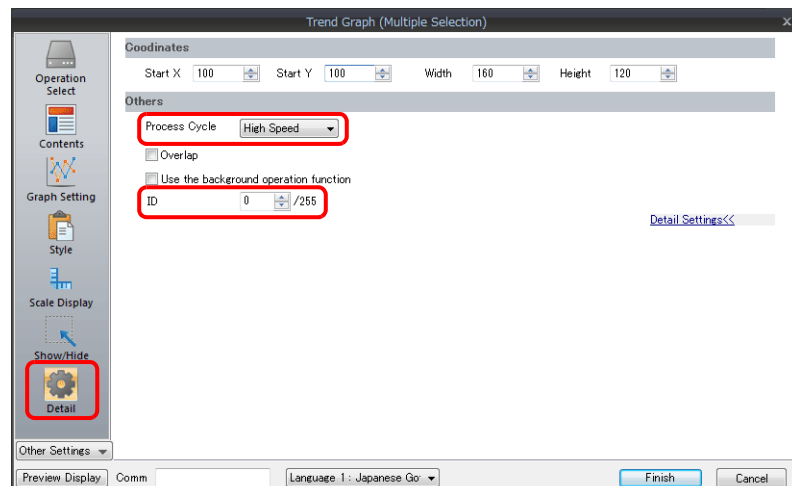 Trend Graph (Multiple Selection)
x
Coodinates
Start X 100 Start Y 100 Width 160 Height 120
Others
Process Cycle High Speed
Overlap
Use the background operation function
ID 0 /255
Detail Settings<<
Operation
Select
Contents
Graph Setting
Style
Scale Display
Show/Hide
Detail
Other Settings
Preview Display Comm Language 1 : Japanese Go Finish Cancel